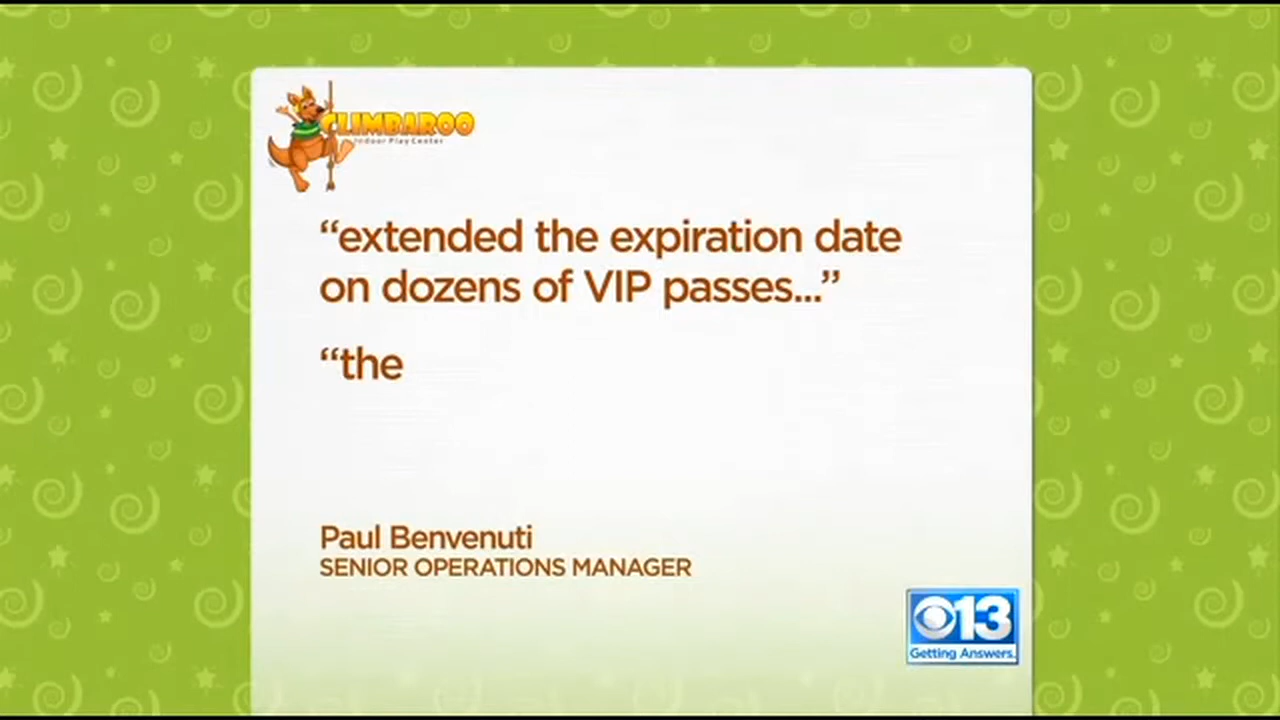 CLIMBAROO
Indoor Play Center
“extended the expiration date
on dozens of VIP passes...”
“the
Paul Benvenuti
SENIOR OPERATIONS MANAGER
13
Getting Answers.